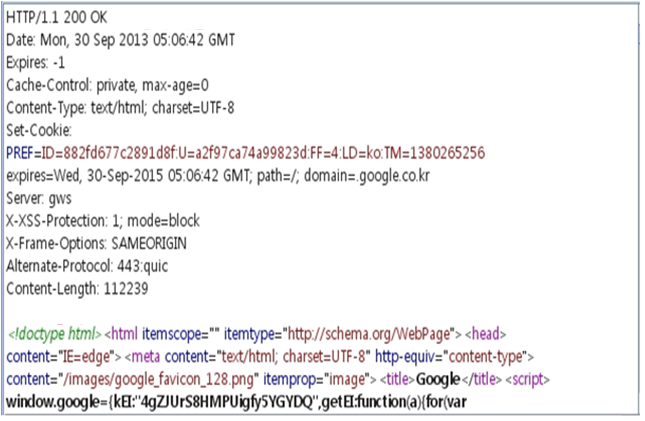 HTTP/1.1 200 OK
Date: Mon, 30 Sep 2013 05:06:42 GMT
Expires: -1
Cache-Control: private, max-age=0
Content-Type: text/html; charset=UTF-8
Set-Cookie:
PREF=ID=882fd677c2891d8f:U=a2f97ca74a99823d:FF=4:LD=ko:TM=1380265256
expires=Wed, 30-Sep-2015 05:06:42 GMT; path=/; domain=.google.co.kr
Server: gws
X-XSS-Protection: 1; mode=block
X-Frame-Options: SAMEORIGIN
Alternate-Protocol: 443:quic
Content-Length: 112239
<!doctype html><html itemscope="" itemtype="http://schema.org/WebPage"><head>
content="IE=edge"><meta content="text/html; charset=UTF-8" http-equiv="content-type">
content="/images/google_favicon_128.png" itemprop="image"><title>Google</title><script>
window.google={kEI:"4gZJUrS8HMPUigfy5YGYDQ",getEI:function(a){for(var